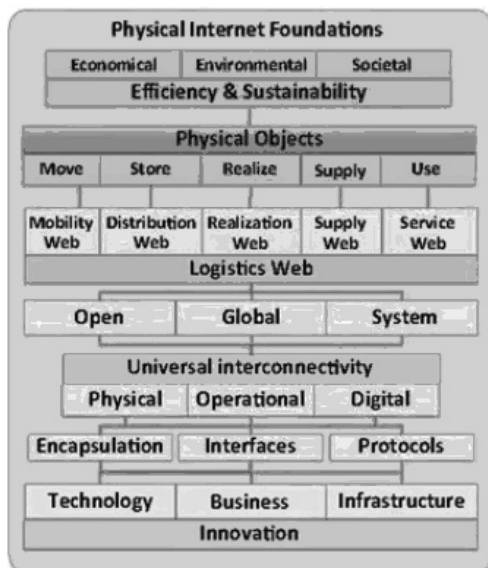 Physical Internet Foundations
Economical Environmental Societal
Efficiency & Sustainability
Physical Objects
Move Store Realize Supply Use
Mobility Web Distribution Web Realization Web Supply Web Service Web
Logistics Web
Open Global System
Universal interconnectivity
Physical Operational Digital
Encapsulation Interfaces Protocols
Technology Business Infrastructure
Innovation